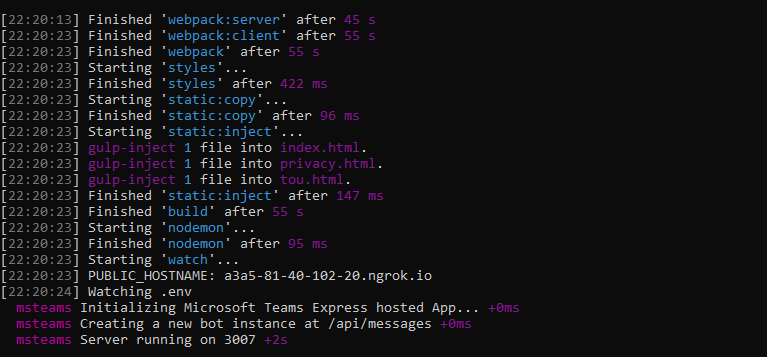 [22:20:13] Finished 'webpack:server' after 45 s
[22:20:23] Finished 'webpack:client' after 55 s
[22:20:23] Finished 'webpack' after 55 s
[22:20:23] Starting 'styles'...
[22:20:23] Finished 'styles' after 422 ms
[22:20:23] Starting 'static:copy'...
[22:20:23] Finished 'static:copy' after 96 ms
[22:20:23] Starting 'static:inject'...
[22:20:23] gulp-inject 1 file into index.html.
[22:20:23] gulp-inject 1 file into privacy.html.
[22:20:23] gulp-inject 1 file into tou.html.
[22:20:23] Finished 'static:inject' after 147 ms
[22:20:23] Finished 'build' after 55 s
[22:20:23] Starting 'nodemon'...
[22:20:23] Finished 'nodemon' after 95 ms
[22:20:23] Starting 'watch'...
[22:20:23] PUBLIC_HOSTNAME: a3a5-81-40-102-20.ngrok.io
[22:20:24] Watching .env
msteams Initializing Microsoft Teams Express hosted App... +0ms
msteams Creating a new bot instance at /api/messages +0ms
msteams Server running on 3007 +2s